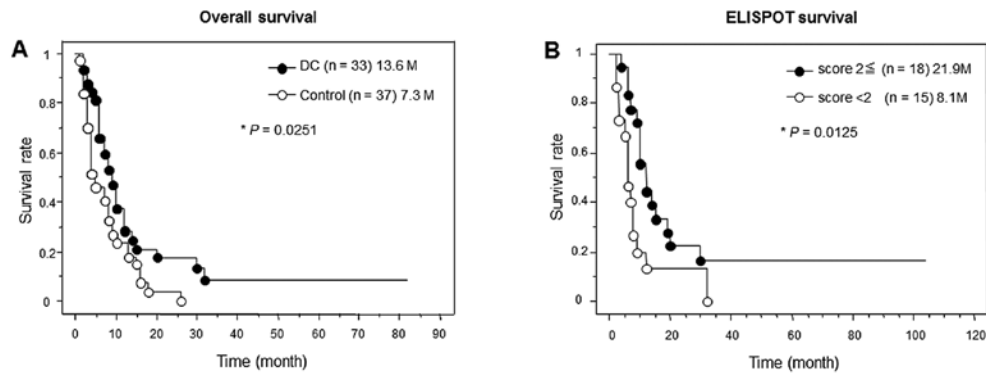 Overall survival
A
1
0.8
0.6
0.4
0.2
0
Survival rate
DC (n = 33) 13.6 M
Control (n = 37) 7.3 M
* P = 0.0251
0 10 20 30 40 50 60 70 80 90
Time (month)
ELISPOT survival
B
1
0.8
0.6
0.4
0.2
0
Survival rate
score 2≦ (n = 18) 21.9M
score <2 (n = 15) 8.1M
* P = 0.0125
0 20 40 60 80 100 120
Time (month)